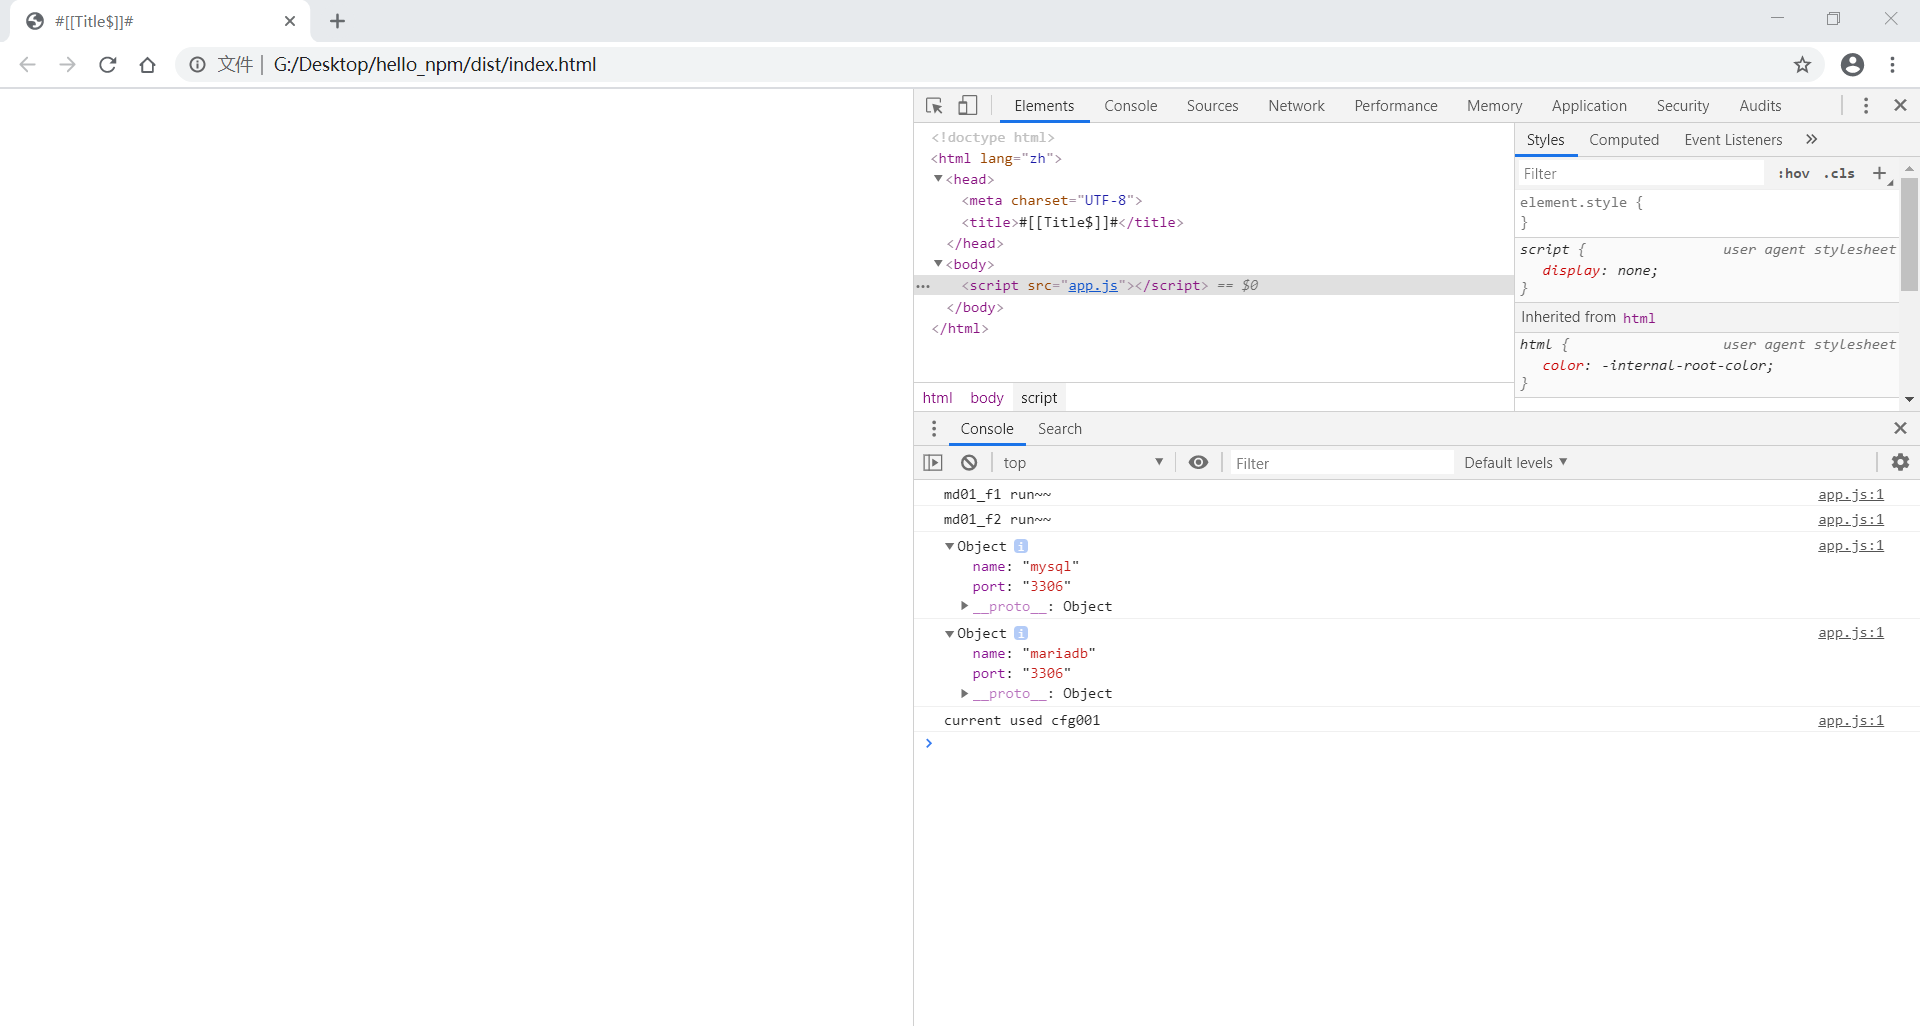 #[[Title$]]#
文件 | G:/Desktop/hello_npm/dist/index.html
Elements Console Sources Network Performance Memory Application Security Audits
<!doctype html>
<html lang="zh">
<head>
<meta charset="UTF-8">
<title>#[[Title$]]#</title>
</head>
<body>
<script src="app.js"></script> == $0
</body>
</html>
html body script
Styles Computed Event Listeners »
Filter :hov .cls +
element.style {
}
script { user agent stylesheet
display: none;
}
Inherited from html
html { user agent stylesheet
color: -internal-root-color;
}
Console Search
top Filter Default levels
md01_f1 run~~ app.js:1
md01_f2 run~~ app.js:1
Object i app.js:1
name: "mysql"
port: "3306"
__proto__: Object
Object i app.js:1
name: "mariadb"
port: "3306"
__proto__: Object
current used cfg001 app.js:1